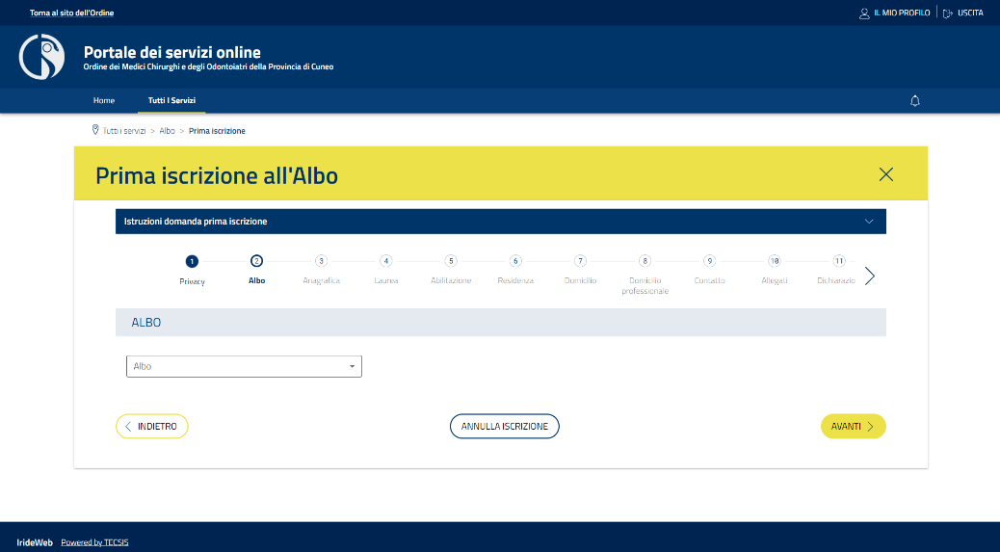 Torna al sito dell'Ordine
IL MIO PROFILO
USCITA
Portale dei servizi online
Ordine dei Medici Chirurghi e degli Odontoiatri della Provincia di Cuneo
Home
Tutti I Servizi
Tutti i servizi > Albo > Prima iscrizione
Prima iscrizione all'Albo
Istruzioni domanda prima iscrizione
1 2 3 4 5 6 7 8 9 10 11
Privacy Albo Anagrafica Laurea Abilitazione Residenza Domicilio Domicilio professionale Contatto Allegati Dichiarazio
ALBO
Albo
INDIETRO
ANNULLA ISCRIZIONE
AVANTI
IrideWeb Powered by TECSIS